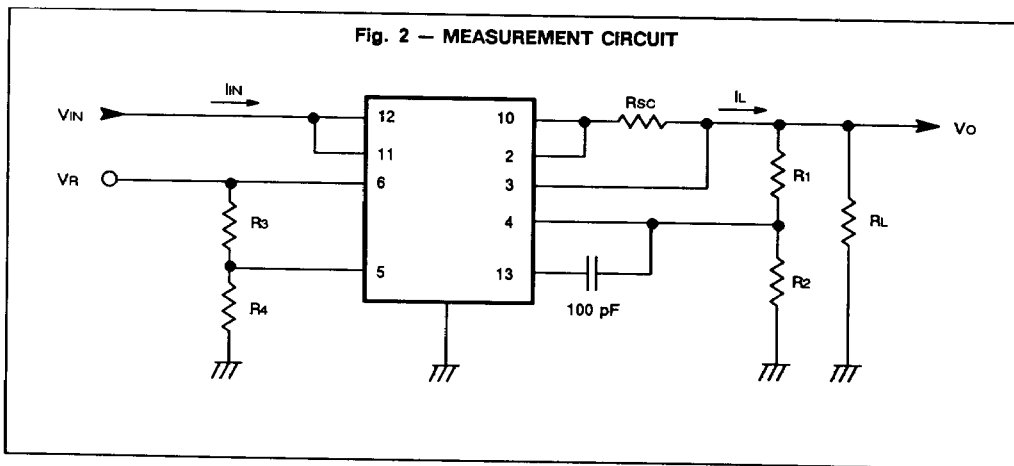 Fig. 2 — MEASUREMENT CIRCUIT
IIN
VIN
12
11
VR
6
R3
5
R4
10
RSC
IL
VO
2
3
R1
4
RL
13
R2
100 pF